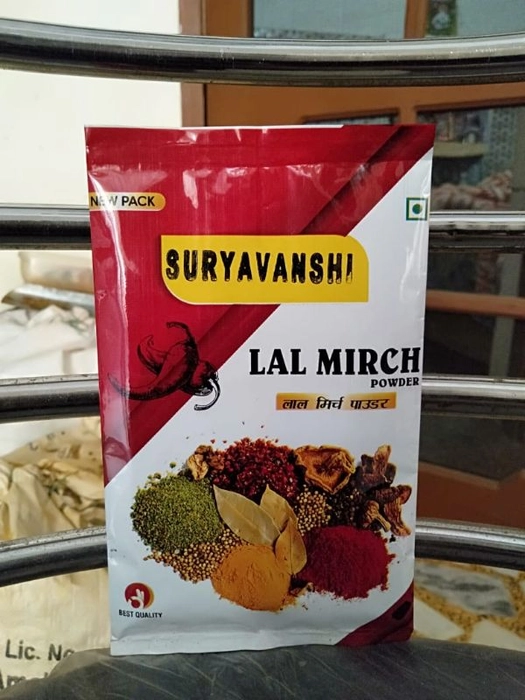 NEW PACK
SURYAVANSHI
LAL MIRCH
POWDER
लाल मिर्च पाउडर
BEST QUALITY
Lic. No